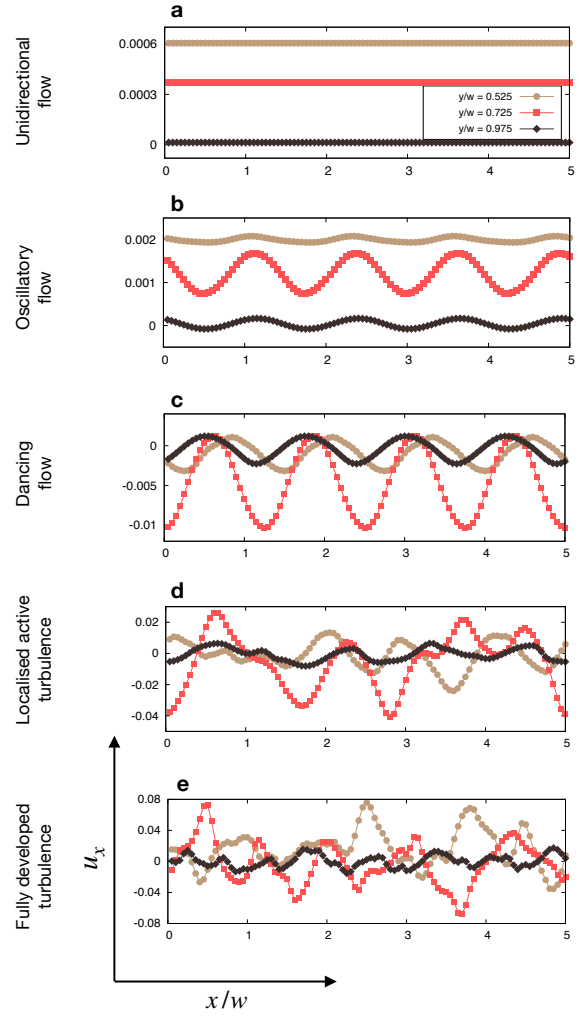 a
Unidirectional
flow
0.0006
0.0003
0
y/w = 0.525
y/w = 0.725
y/w = 0.975
0 1 2 3 4 5
b
Oscillatory
flow
0.002
0.001
0
0 1 2 3 4 5
c
Dancing
flow
0
-0.005
-0.01
0 1 2 3 4 5
d
Localised active
turbulence
0.02
0
-0.02
-0.04
0 1 2 3 4 5
e
Fully developed
turbulence
0.08
0.04
0
-0.04
-0.08
0 1 2 3 4 5
u_x
x/w